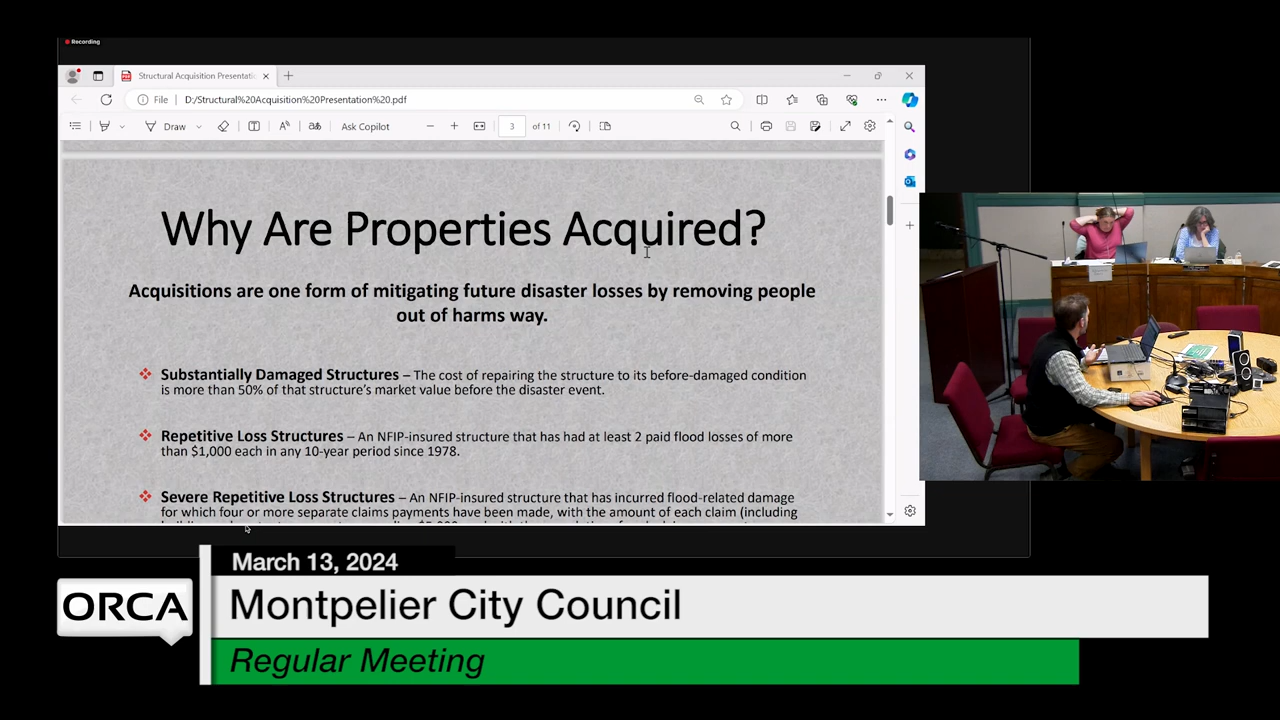 Recording
Structural Acquisition Presentatio
File
D:/Structural%20Acquisition%20Presentation%20.pdf
Draw
Ask Copilot
3
of 11
Why Are Properties Acquired?
Acquisitions are one form of mitigating future disaster losses by removing people
out of harms way.
Substantially Damaged Structures – The cost of repairing the structure to its before-damaged condition
is more than 50% of that structure's market value before the disaster event.
Repetitive Loss Structures – An NFIP-insured structure that has had at least 2 paid flood losses of more
than $1,000 each in any 10-year period since 1978.
Severe Repetitive Loss Structures – An NFIP-insured structure that has incurred flood-related damage
for which four or more separate claims payments have been made, with the amount of each claim (including
March 13, 2024
ORCA
Montpelier City Council
Regular Meeting